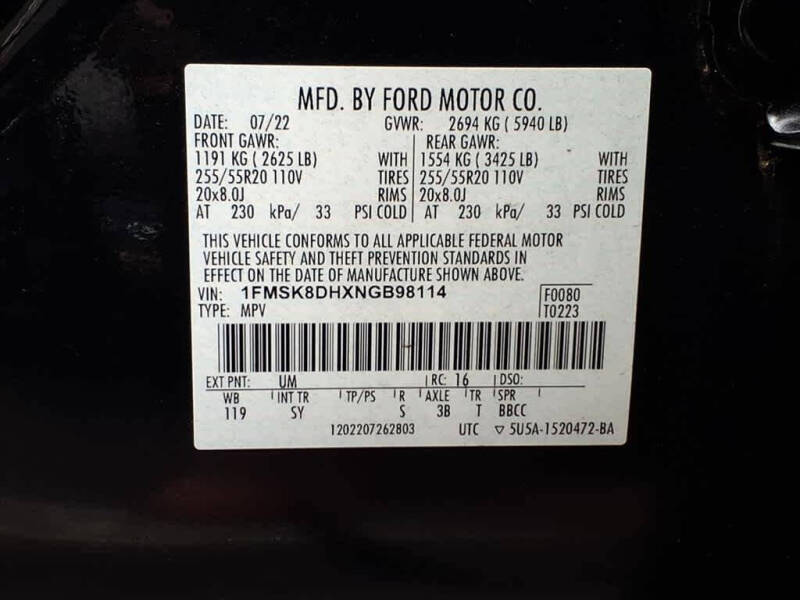 MFD. BY FORD MOTOR CO.
DATE: 07/22 GVWR: 2694 KG ( 5940 LB)
FRONT GAWR: REAR GAWR:
1191 KG ( 2625 LB) WITH 1554 KG ( 3425 LB) WITH
255/55R20 110V TIRES 255/55R20 110V TIRES
20x8.0J RIMS 20x8.0J RIMS
AT 230 kPa/ 33 PSI COLD AT 230 kPa/ 33 PSI COLD
THIS VEHICLE CONFORMS TO ALL APPLICABLE FEDERAL MOTOR
VEHICLE SAFETY AND THEFT PREVENTION STANDARDS IN
EFFECT ON THE DATE OF MANUFACTURE SHOWN ABOVE.
VIN: 1FMSK8DHXNGB98114 F0080
TYPE: MPV T0223
EXT PNT: UM RC: 16 DSO:
WB INT TR TP/PS R AXLE TR SPR
119 SY S 3B T BBCC
1202207262803 UTC ▽ 5U5A-1520472-BA